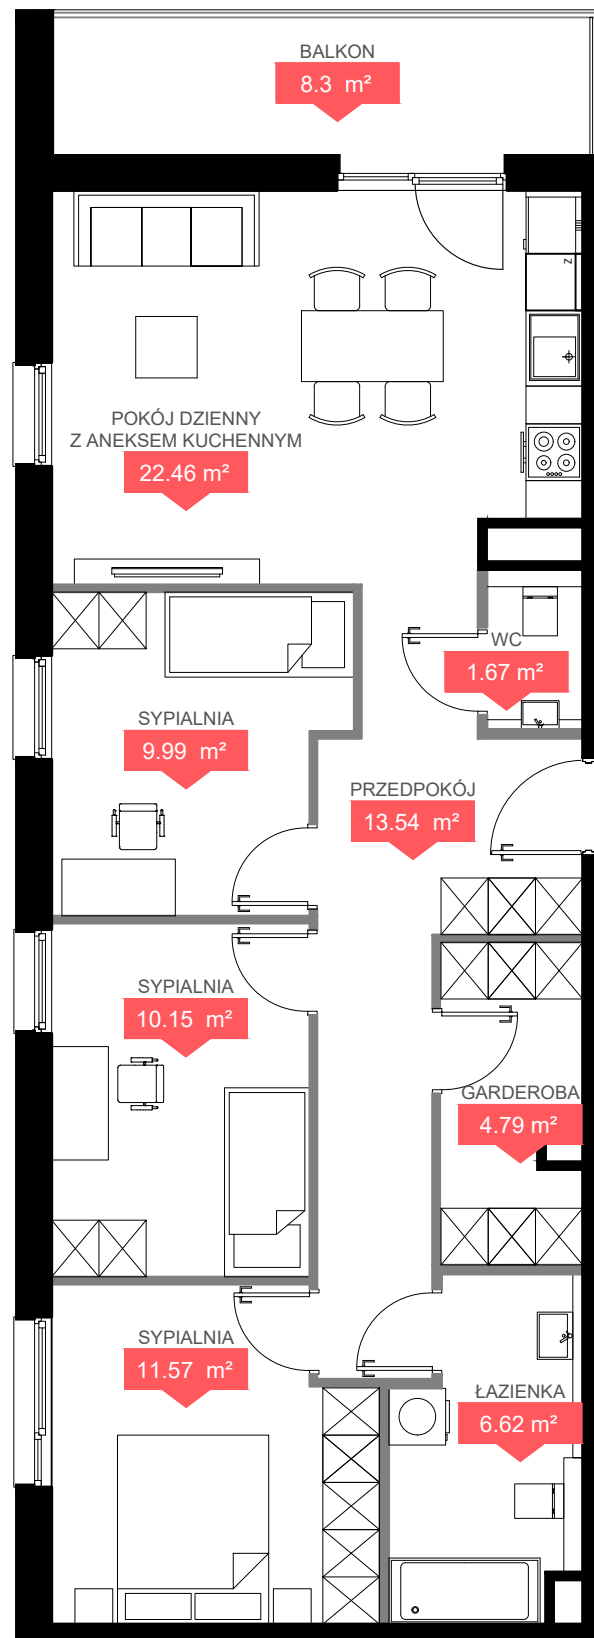 BALKON
8.3 m²
Z
POKÓJ DZIENNY
Z ANEKSEM KUCHENNYM
22.46 m²
WC
1.67 m²
SYPIALNIA
9.99 m²
PRZEDPOKÓJ
13.54 m²
SYPIALNIA
10.15 m²
GARDEROBA
4.79 m²
SYPIALNIA
11.57 m²
ŁAZIENKA
6.62 m²